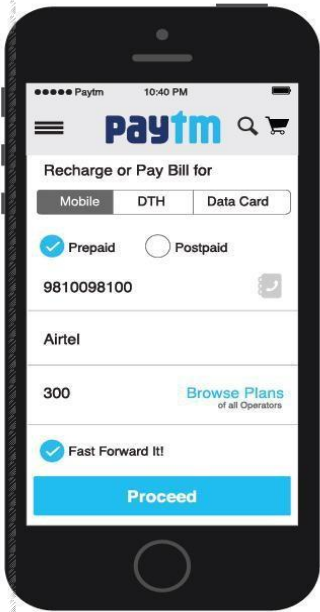 Paytm 10:40 PM
paytm
Recharge or Pay Bill for
Mobile DTH Data Card
Prepaid Postpaid
9810098100
Airtel
300 Browse Plans
of all Operators
Fast Forward It!
Proceed